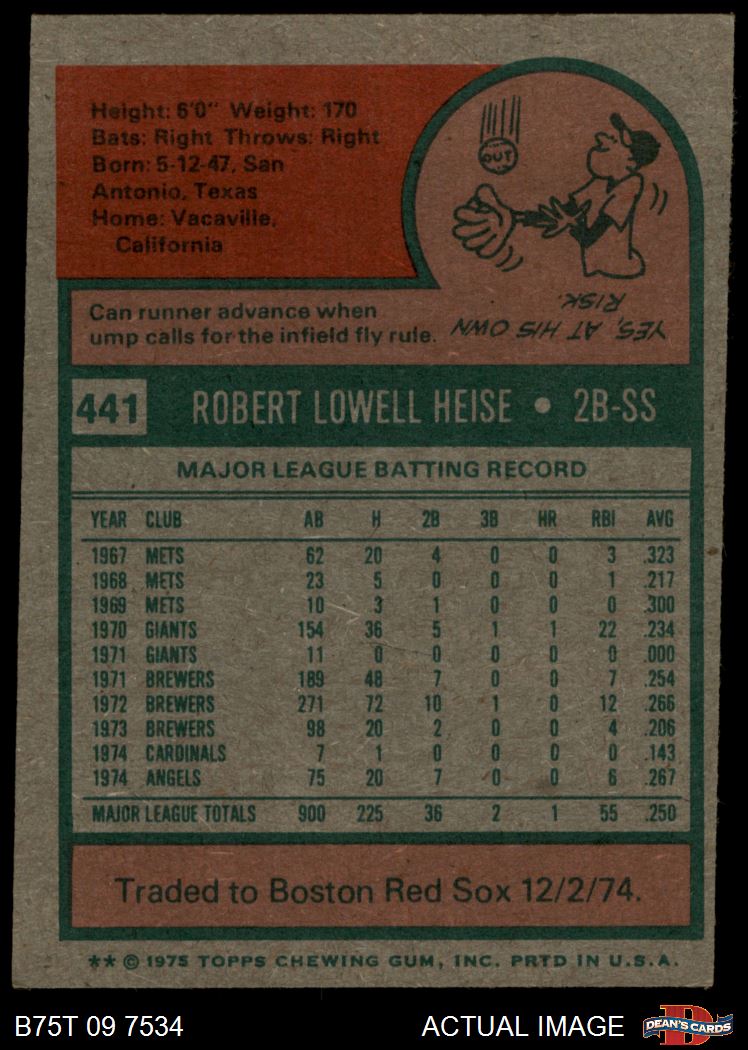 Height: 6'0" Weight: 170
Bats: Right Throws: Right
Born: 5-12-47, San
Antonio, Texas
Home: Vacaville,
California
OUT
Can runner advance when
ump calls for the infield fly rule.
YES, AT HIS OWN
RISK.
441 ROBERT LOWELL HEISE • 2B-SS
MAJOR LEAGUE BATTING RECORD
YEAR CLUB AB H 2B 3B HR RBI AVG
1967 METS 62 20 4 0 0 3 .323
1968 METS 23 5 0 0 0 1 .217
1969 METS 10 3 1 0 0 0 .300
1970 GIANTS 154 36 5 1 1 22 .234
1971 GIANTS 11 0 0 0 0 0 .000
1971 BREWERS 189 48 7 0 0 7 .254
1972 BREWERS 271 72 10 1 0 12 .266
1973 BREWERS 98 20 2 0 0 4 .206
1974 CARDINALS 7 1 0 0 0 0 .143
1974 ANGELS 75 20 7 0 0 6 .267
MAJOR LEAGUE TOTALS 900 225 36 2 1 55 .250
Traded to Boston Red Sox 12/2/74.
** © 1975 TOPPS CHEWING GUM, INC. PRTD IN U.S.A.
B75T 09 7534 ACTUAL IMAGE DEAN'S CARDS